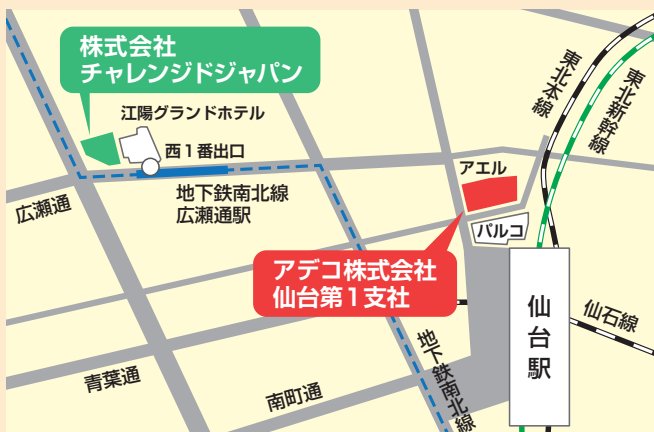 株式会社
チャレンジドジャパン
江陽グランドホテル
西1番出口
地下鉄南北線
広瀬通駅
広瀬通
東北本線
東北新幹線
アエル
パルコ
アデコ株式会社
仙台第1支社
仙台駅
仙石線
地下鉄南北線
青葉通
南町通